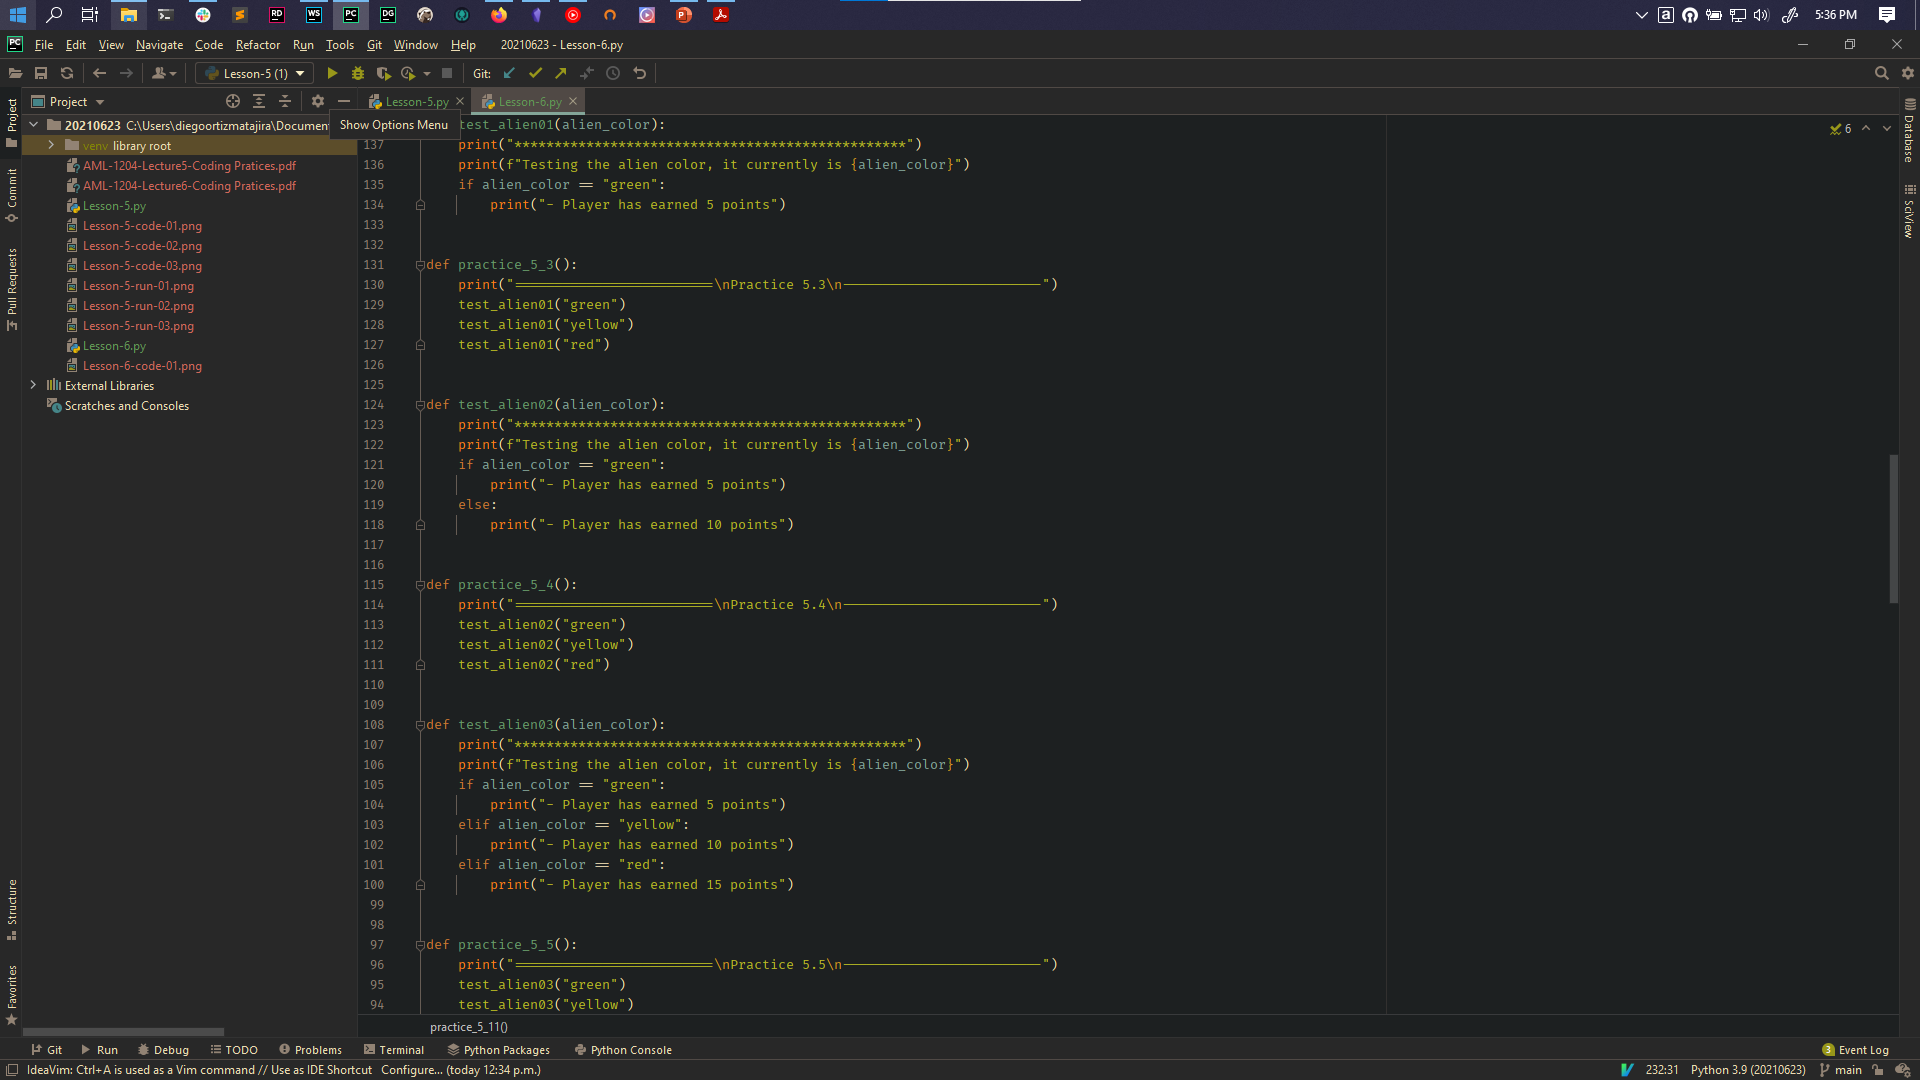 5:36 PM
File Edit View Navigate Code Refactor Run Tools Git Window Help 20210623 - Lesson-6.py
Lesson-5 (1) Git:
Project
Lesson-5.py Lesson-6.py
Show Options Menu
20210623 C:\Users\diegoortizmatajira\Documen
venv library root
AML-1204-Lecture5-Coding Pratices.pdf
AML-1204-Lecture6-Coding Pratices.pdf
Lesson-5.py
Lesson-5-code-01.png
Lesson-5-code-02.png
Lesson-5-code-03.png
Lesson-5-run-01.png
Lesson-5-run-02.png
Lesson-5-run-03.png
Lesson-6.py
Lesson-6-code-01.png
External Libraries
Scratches and Consoles
Project
Commit
Pull Requests
Structure
Favorites
test_alien01(alien_color):
137 print("*************************************************")
136 print(f"Testing the alien color, it currently is {alien_color}")
135 if alien_color == "green":
134 print("- Player has earned 5 points")
133
132
131 def practice_5_3():
130 print("=========================\nPractice 5.3\n-------------------------")
129 test_alien01("green")
128 test_alien01("yellow")
127 test_alien01("red")
126
125
124 def test_alien02(alien_color):
123 print("*************************************************")
122 print(f"Testing the alien color, it currently is {alien_color}")
121 if alien_color == "green":
120 print("- Player has earned 5 points")
119 else:
118 print("- Player has earned 10 points")
117
116
115 def practice_5_4():
114 print("=========================\nPractice 5.4\n-------------------------")
113 test_alien02("green")
112 test_alien02("yellow")
111 test_alien02("red")
110
109
108 def test_alien03(alien_color):
107 print("*************************************************")
106 print(f"Testing the alien color, it currently is {alien_color}")
105 if alien_color == "green":
104 print("- Player has earned 5 points")
103 elif alien_color == "yellow":
102 print("- Player has earned 10 points")
101 elif alien_color == "red":
100 print("- Player has earned 15 points")
99
98
97 def practice_5_5():
96 print("=========================\nPractice 5.5\n-------------------------")
95 test_alien03("green")
94 test_alien03("yellow")
practice_5_11()
6
Database
SciView
Git Run Debug TODO Problems Terminal Python Packages Python Console 3 Event Log
IdeaVim: Ctrl+A is used as a Vim command // Use as IDE Shortcut Configure... (today 12:34 p.m.) 232:31 Python 3.9 (20210623) main